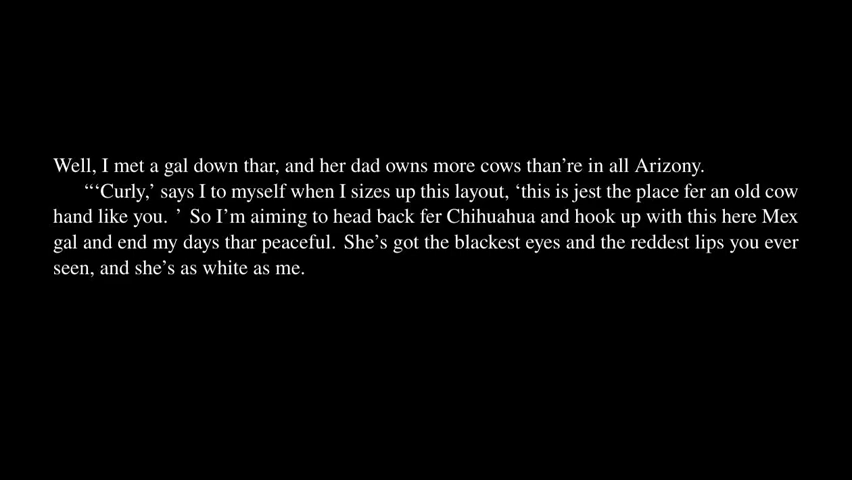 Well, I met a gal down thar, and her dad owns more cows than’re in all Arizony.
“‘Curly,’ says I to myself when I sizes up this layout, ‘this is jest the place fer an old cow
hand like you. ’ So I’m aiming to head back fer Chihuahua and hook up with this here Mex
gal and end my days thar peaceful. She’s got the blackest eyes and the reddest lips you ever
seen, and she’s as white as me.